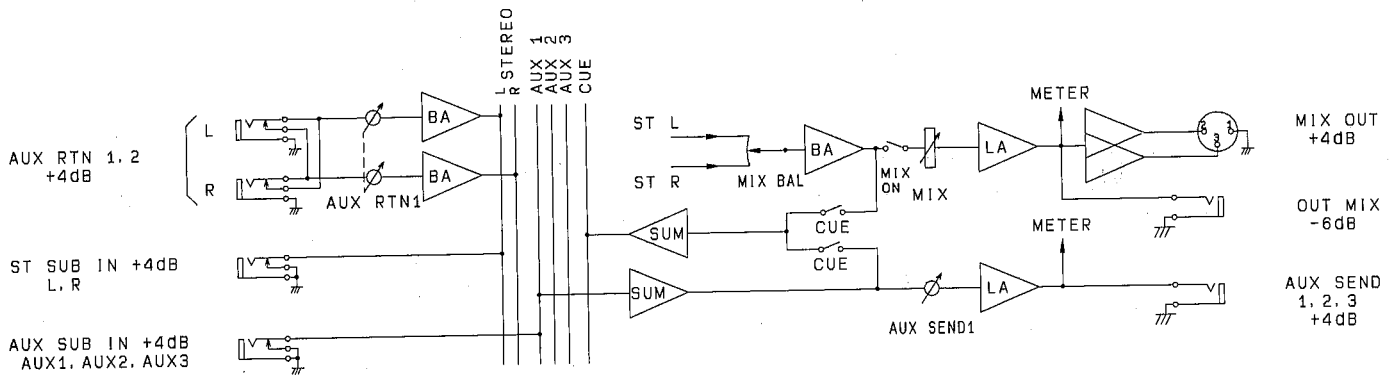 L STEREO
R
AUX 1
AUX 2
AUX 3
CUE
AUX RTN 1, 2
+4dB
L
R
BA
BA
AUX RTN1
ST SUB IN +4dB
L, R
AUX SUB IN +4dB
AUX1, AUX2, AUX3
ST L
ST R
MIX BAL
BA
MIX
ON
MIX
LA
METER
2
1
3
MIX OUT
+4dB
OUT MIX
-6dB
CUE
CUE
SUM
SUM
AUX SEND1
LA
METER
AUX SEND
1, 2, 3
+4dB